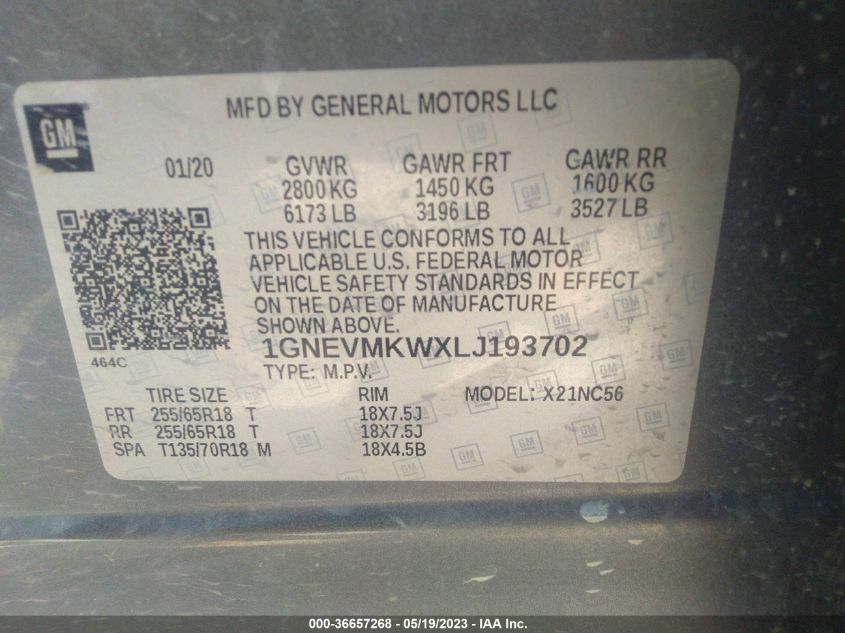 MFD BY GENERAL MOTORS LLC
GM
01/20 GVWR GAWR FRT GAWR RR
2800 KG 1450 KG 1600 KG
6173 LB 3196 LB 3527 LB
THIS VEHICLE CONFORMS TO ALL
APPLICABLE U.S. FEDERAL MOTOR
VEHICLE SAFETY STANDARDS IN EFFECT
ON THE DATE OF MANUFACTURE
SHOWN ABOVE.
464C
1GNEVMKWXLJ193702
TYPE: M.P.V.
TIRE SIZE RIM MODEL: X21NC56
FRT 255/65R18 T 18X7.5J
RR 255/65R18 T 18X7.5J
SPA T135/70R18 M 18X4.5B
000-36657268 - 05/19/2023 - IAA Inc.